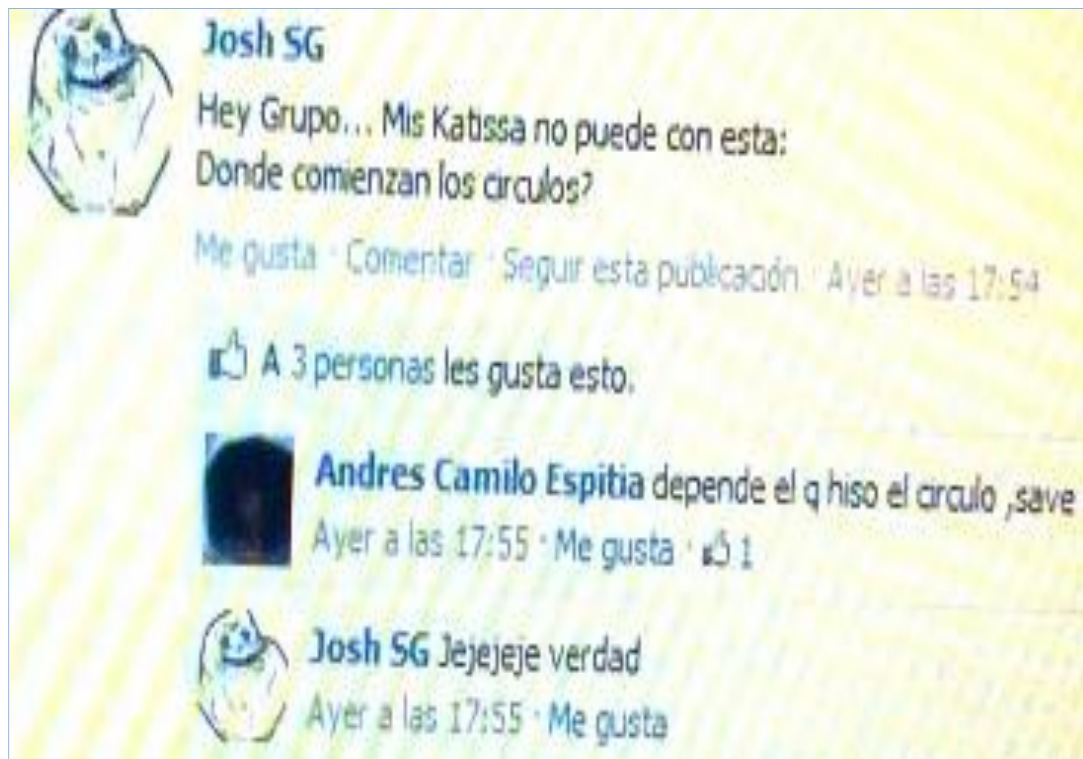 Josh SG
Hey Grupo... Mis Katissa no puede con esta:
Donde comienzan los circulos?
Me gusta · Comentar · Seguir esta publicación · Ayer a las 17:54
A 3 personas les gusta esto.
Andres Camilo Espitia depende el q hiso el circulo ,save
Ayer a las 17:55 · Me gusta · 1
Josh SG Jejejeje verdad
Ayer a las 17:55 · Me gusta